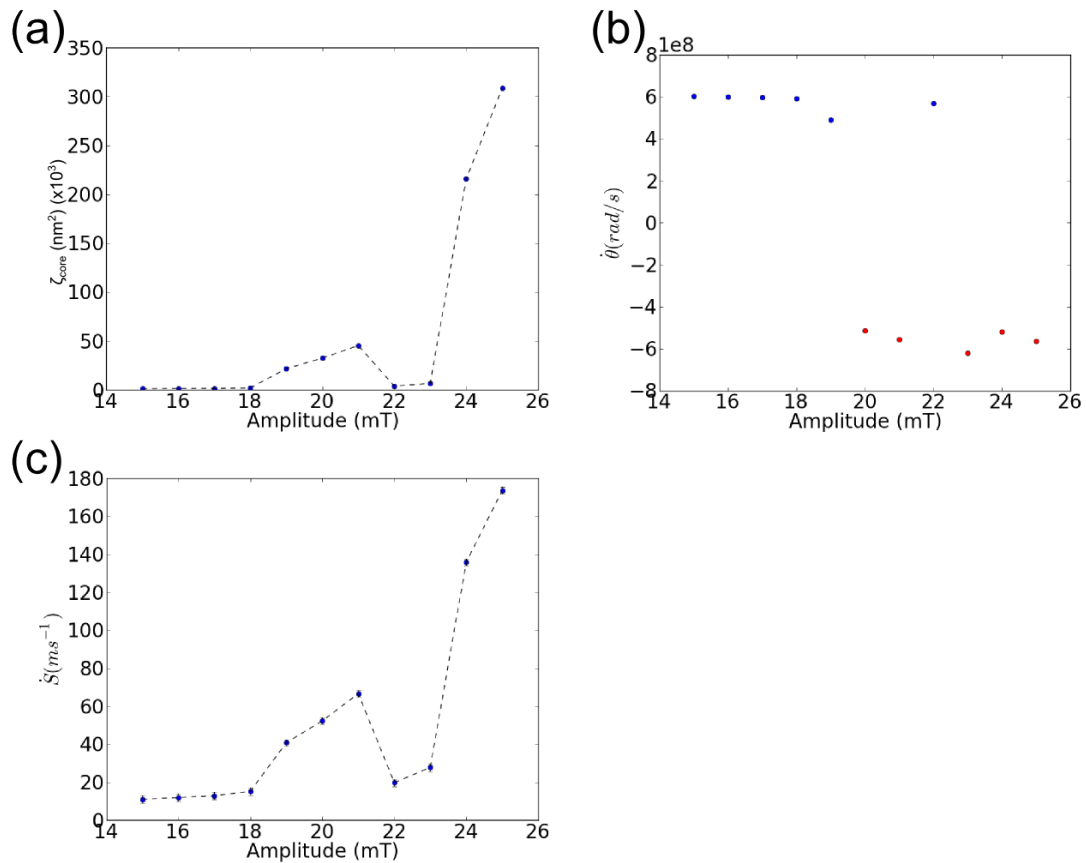 (a)
350
300
250
200
150
100
50
0
ζcore (nm²) (x10³)
14 16 18 20 22 24 26
Amplitude (mT)
(b)
8 1e8
6
4
2
0
−2
−4
−6
−8
θ̇(rad/s)
14 16 18 20 22 24 26
Amplitude (mT)
(c)
180
160
140
120
100
80
60
40
20
0
Ṡ(ms⁻¹)
14 16 18 20 22 24 26
Amplitude (mT)